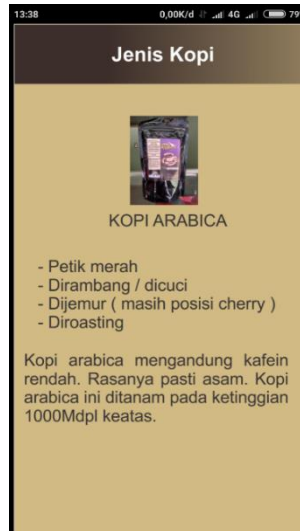 13:38 0,00K/d 4G 79
Jenis Kopi
KOPI ARABICA
- Petik merah
- Dirambang / dicuci
- Dijemur ( masih posisi cherry )
- Diroasting
Kopi arabica mengandung kafein
rendah. Rasanya pasti asam. Kopi
arabica ini ditanam pada ketinggian
1000Mdpl keatas.